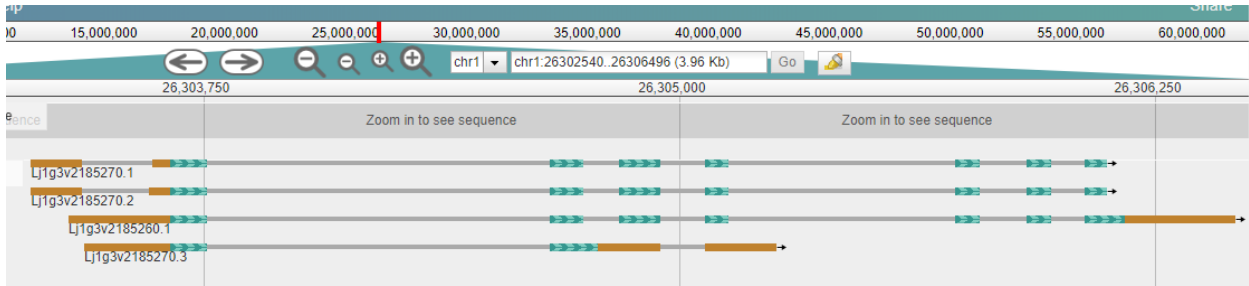 elp Share
00 15,000,000 20,000,000 25,000,000 30,000,000 35,000,000 40,000,000 45,000,000 50,000,000 55,000,000 60,000,000
chr1 chr1:26302540..26306496 (3.96 Kb) Go
26,303,750 26,305,000 26,306,250
Zoom in to see sequence Zoom in to see sequence
Lj1g3v2185270.1
Lj1g3v2185270.2
Lj1g3v2185260.1
Lj1g3v2185270.3